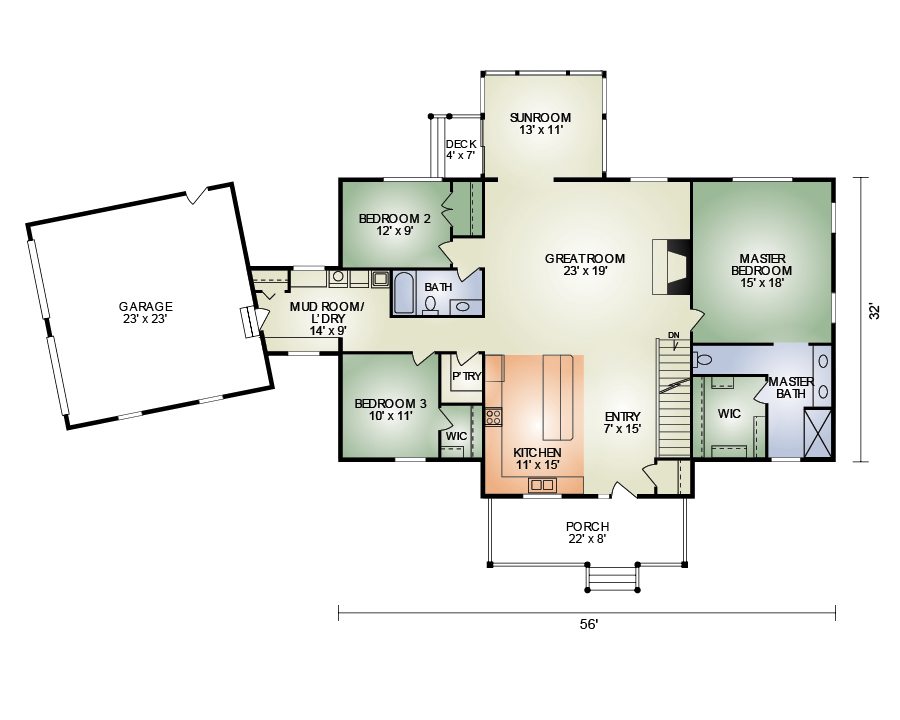 SUNROOM
13' x 11'
DECK
4' x 7'
BEDROOM 2
12' x 9'
GREAT ROOM
23' x 19'
MASTER
BEDROOM
15' x 18'
BATH
GARAGE
23' x 23'
MUD ROOM/
L'DRY
14' x 9'
32'
DN
P'TRY
MASTER
BATH
BEDROOM 3
10' x 11'
WIC
ENTRY
7' x 15'
WIC
KITCHEN
11' x 15'
PORCH
22' x 8'
56'